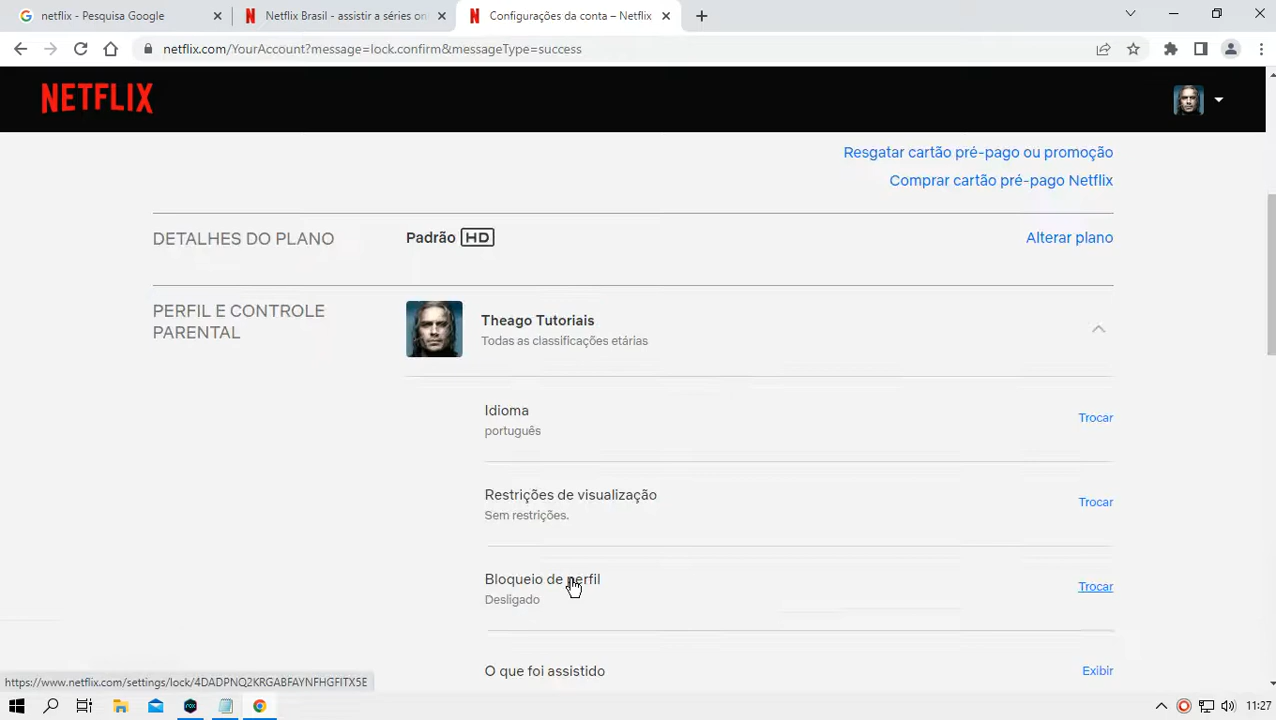 netflix - Pesquisa Google
Netflix Brasil - assistir a séries on
Configurações da conta – Netflix
netflix.com/YourAccount?message=lock.confirm&messageType=success
NETFLIX
Resgatar cartão pré-pago ou promoção
Comprar cartão pré-pago Netflix
DETALHES DO PLANO Padrão HD Alterar plano
PERFIL E CONTROLE
PARENTAL
Theago Tutoriais
Todas as classificações etárias
Idioma
português
Trocar
Restrições de visualização
Sem restrições.
Trocar
Bloqueio de perfil
Desligado
Trocar
O que foi assistido
Exibir
https://www.netflix.com/settings/lock/4DADPNQ2KRGABFAYNFHGFITX5E
11:27